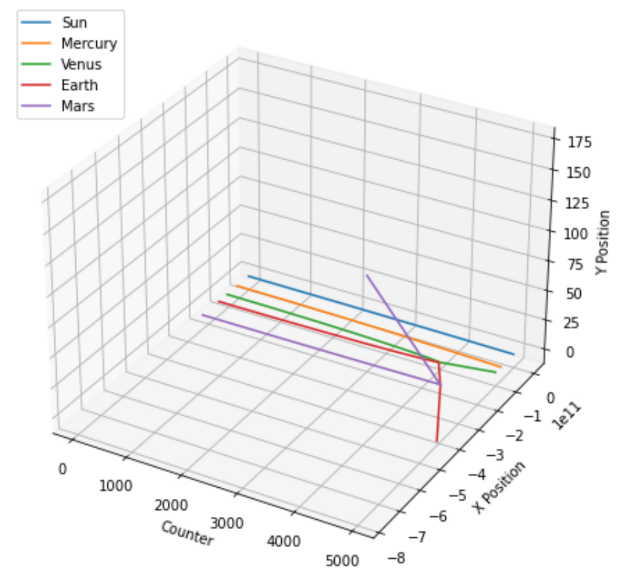 Sun
Mercury
Venus
Earth
Mars
175
150
125
100
75
50
25
0
Y Position
0
1000
2000
3000
4000
5000
Counter
0
−1
−2
−3
−4
−5
−6
−7
−8
1e11
X Position